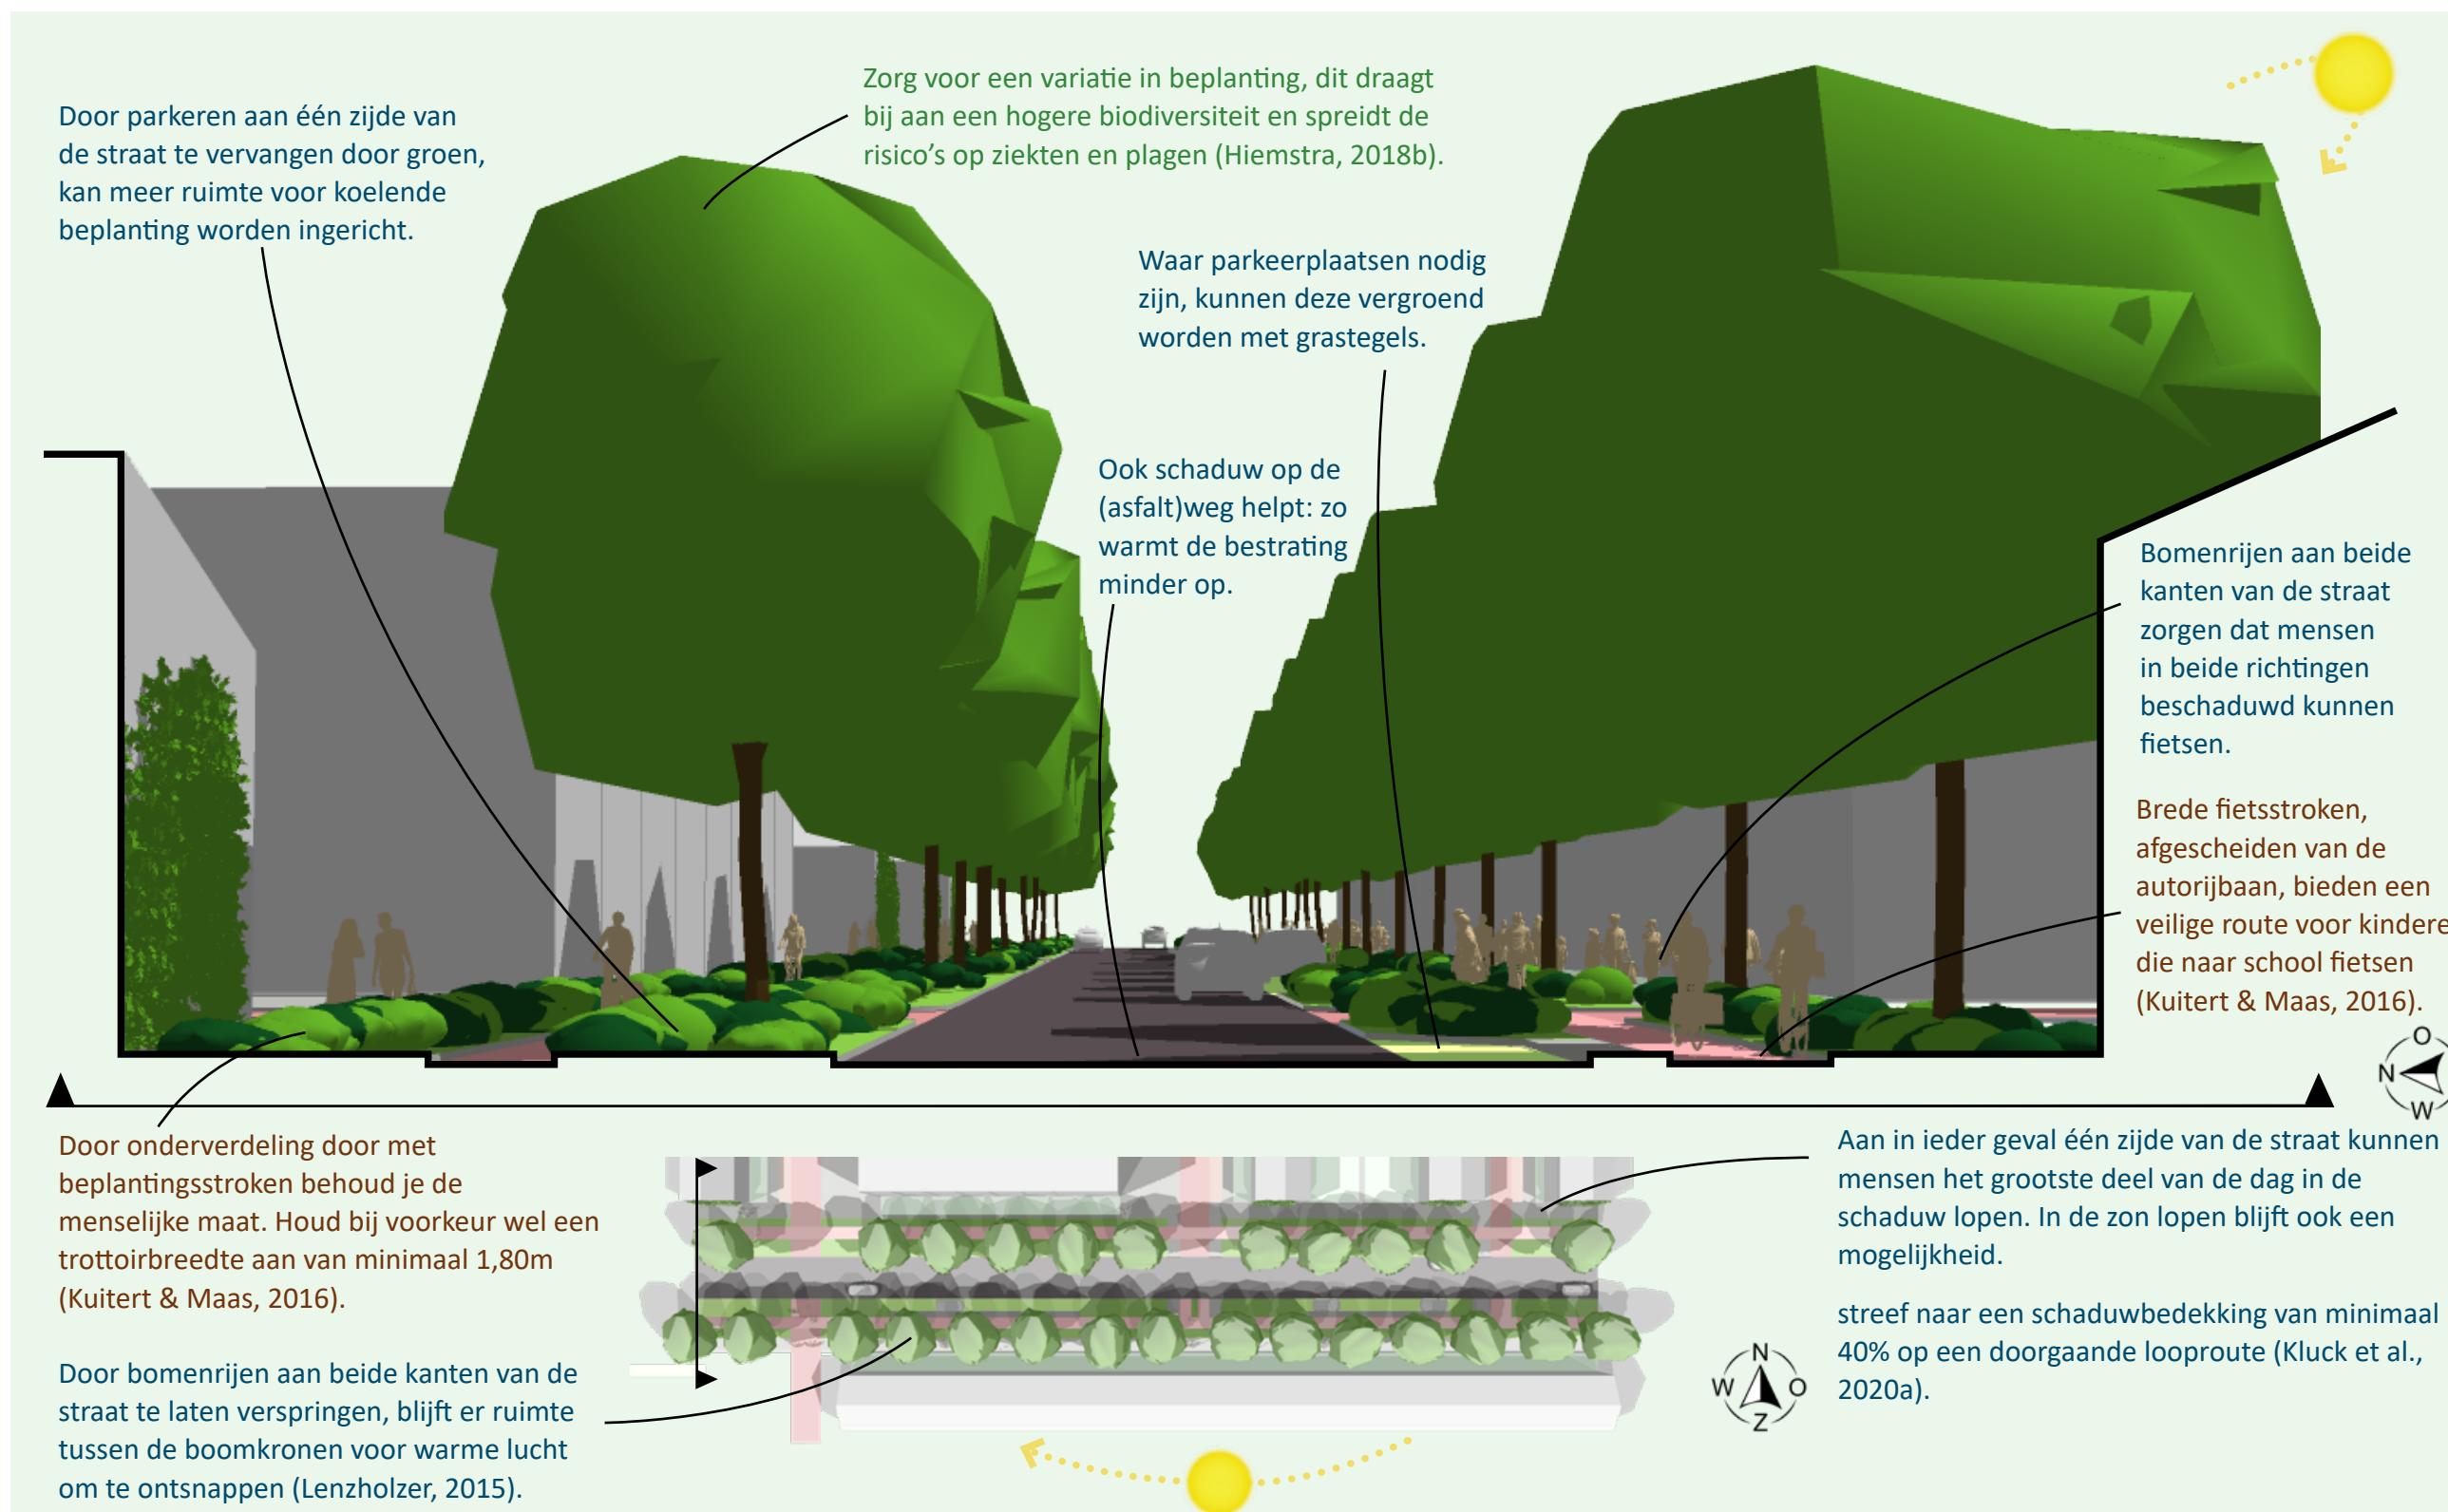 Door parkeren aan één zijde van
de straat te vervangen door groen,
kan meer ruimte voor koelende
beplanting worden ingericht.
Zorg voor een variatie in beplanting, dit draagt
bij aan een hogere biodiversiteit en spreidt de
risico's op ziekten en plagen (Hiemstra, 2018b).
Waar parkeerplaatsen nodig
zijn, kunnen deze vergroend
worden met grastegels.
Ook schaduw op de
(asfalt)weg helpt: zo
warmt de bestrating
minder op.
Bomenrijen aan beide
kanten van de straat
zorgen dat mensen
in beide richtingen
beschaduwd kunnen
fietsen.
Brede fietsstroken,
afgescheiden van de
autorijbaan, bieden een
veilige route voor kindere
die naar school fietsen
(Kuitert & Maas, 2016).
O
N
W
Door onderverdeling door met
beplantingsstroken behoud je de
menselijke maat. Houd bij voorkeur wel een
trottoirbreedte aan van minimaal 1,80m
(Kuitert & Maas, 2016).
Door bomenrijen aan beide kanten van de
straat te laten verspringen, blijft er ruimte
tussen de boomkronen voor warme lucht
om te ontsnappen (Lenzholzer, 2015).
Aan in ieder geval één zijde van de straat kunnen
mensen het grootste deel van de dag in de
schaduw lopen. In de zon lopen blijft ook een
mogelijkheid.
streef naar een schaduwbedekking van minimaal
40% op een doorgaande looproute (Kluck et al.,
2020a).
N
W O
Z